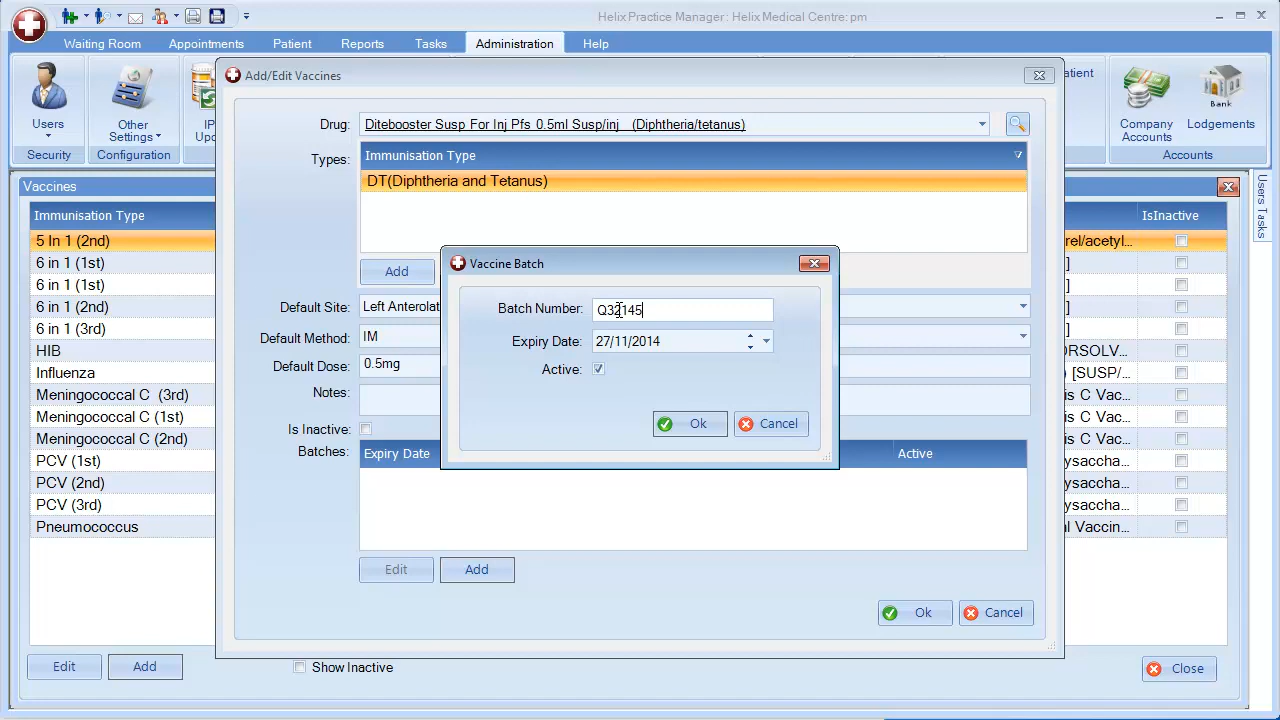 Helix Practice Manager : Helix Medical Centre: pm
Waiting Room Appointments Patient Reports Tasks Administration Help
Users
Security
Other
Settings
Configuration
Company
Accounts
Bank
Lodgements
Accounts
Users Tasks
Vaccines
Immunisation Type
IsInactive
5 In 1 (2nd)
6 in 1 (1st)
6 in 1 (1st)
6 in 1 (2nd)
6 in 1 (3rd)
HIB
Influenza
Meningococcal C (3rd)
Meningococcal C (1st)
Meningococcal C (2nd)
PCV (1st)
PCV (2nd)
PCV (3rd)
Pneumococcus
Edit Add
Show Inactive
Close
Add/Edit Vaccines
Drug: Ditebooster Susp For Inj Pfs 0.5ml Susp/inj (Diphtheria/tetanus)
Types: Immunisation Type
DT(Diphtheria and Tetanus)
Add
Default Site: Left Anterolat
Default Method: IM
Default Dose: 0.5mg
Notes:
Is Inactive:
Batches: Expiry Date Active
Edit Add
Ok Cancel
Vaccine Batch
Batch Number: Q32145
Expiry Date: 27/11/2014
Active:
Ok Cancel